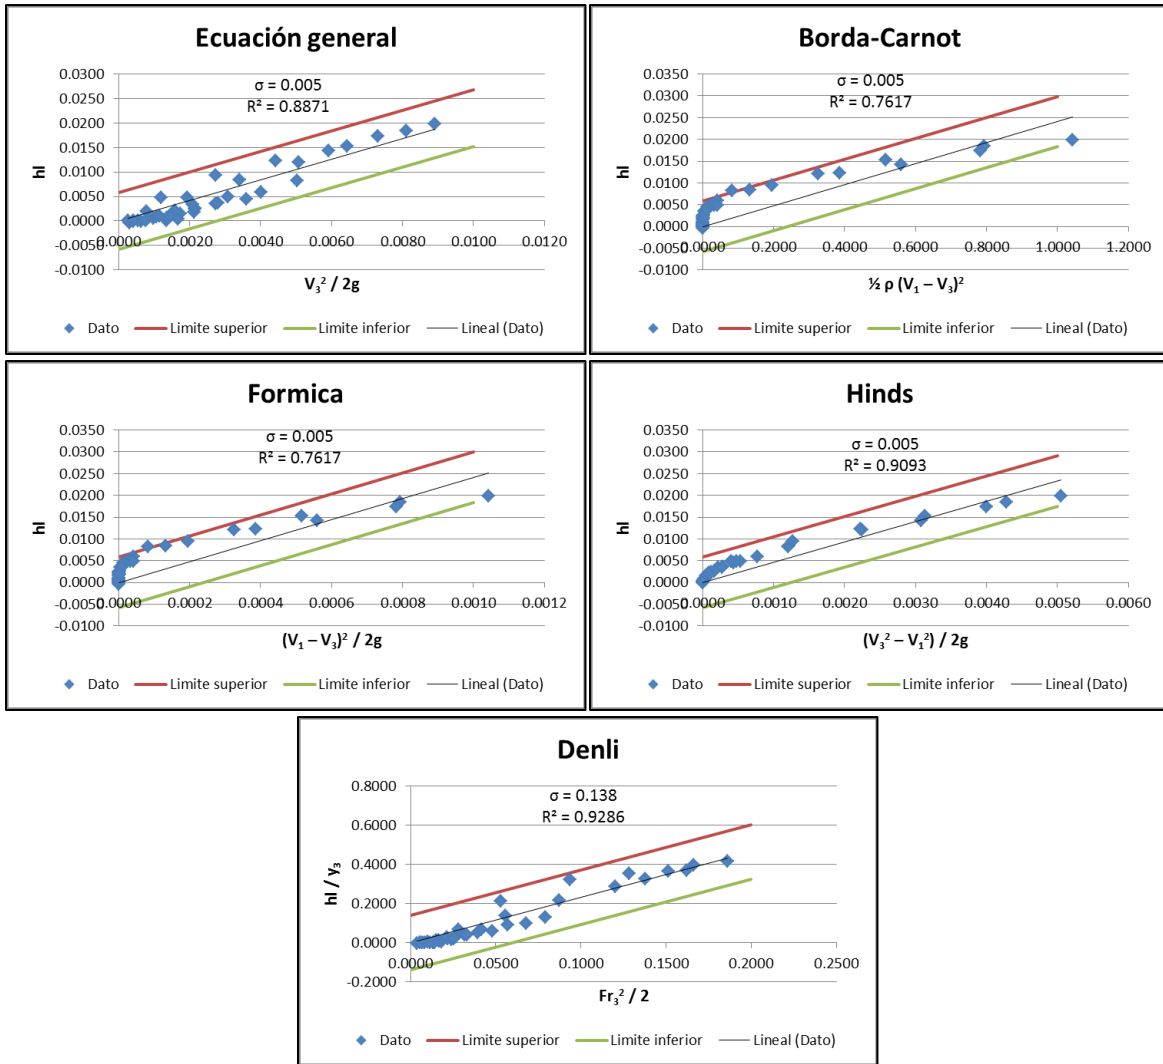 Ecuación general
σ = 0.005
R² = 0.8871
0.0300
0.0250
0.0200
0.0150
0.0100
0.0050
0.0000
-0.0050
-0.0100
hl
0.0000 0.0020 0.0040 0.0060 0.0080 0.0100 0.0120
V₃² / 2g
Dato Limite superior Limite inferior Lineal (Dato)
Borda-Carnot
σ = 0.005
R² = 0.7617
0.0350
0.0300
0.0250
0.0200
0.0150
0.0100
0.0050
0.0000
-0.0050
-0.0100
hl
0.0000 0.2000 0.4000 0.6000 0.8000 1.0000 1.2000
½ ρ (V₁ – V₃)²
Dato Limite superior Limite inferior Lineal (Dato)
Formica
σ = 0.005
R² = 0.7617
0.0350
0.0300
0.0250
0.0200
0.0150
0.0100
0.0050
0.0000
-0.0050
-0.0100
hl
0.0000 0.0002 0.0004 0.0006 0.0008 0.0010 0.0012
(V₁ – V₃)² / 2g
Dato Limite superior Limite inferior Lineal (Dato)
Hinds
σ = 0.005
R² = 0.9093
0.0350
0.0300
0.0250
0.0200
0.0150
0.0100
0.0050
0.0000
-0.0050
-0.0100
hl
0.0000 0.0010 0.0020 0.0030 0.0040 0.0050 0.0060
(V₃² – V₁²) / 2g
Dato Limite superior Limite inferior Lineal (Dato)
Denli
σ = 0.138
R² = 0.9286
0.8000
0.6000
0.4000
0.2000
0.0000
-0.2000
hl / y₃
0.0000 0.0500 0.1000 0.1500 0.2000 0.2500
Fr₃² / 2
Dato Limite superior Limite inferior Lineal (Dato)